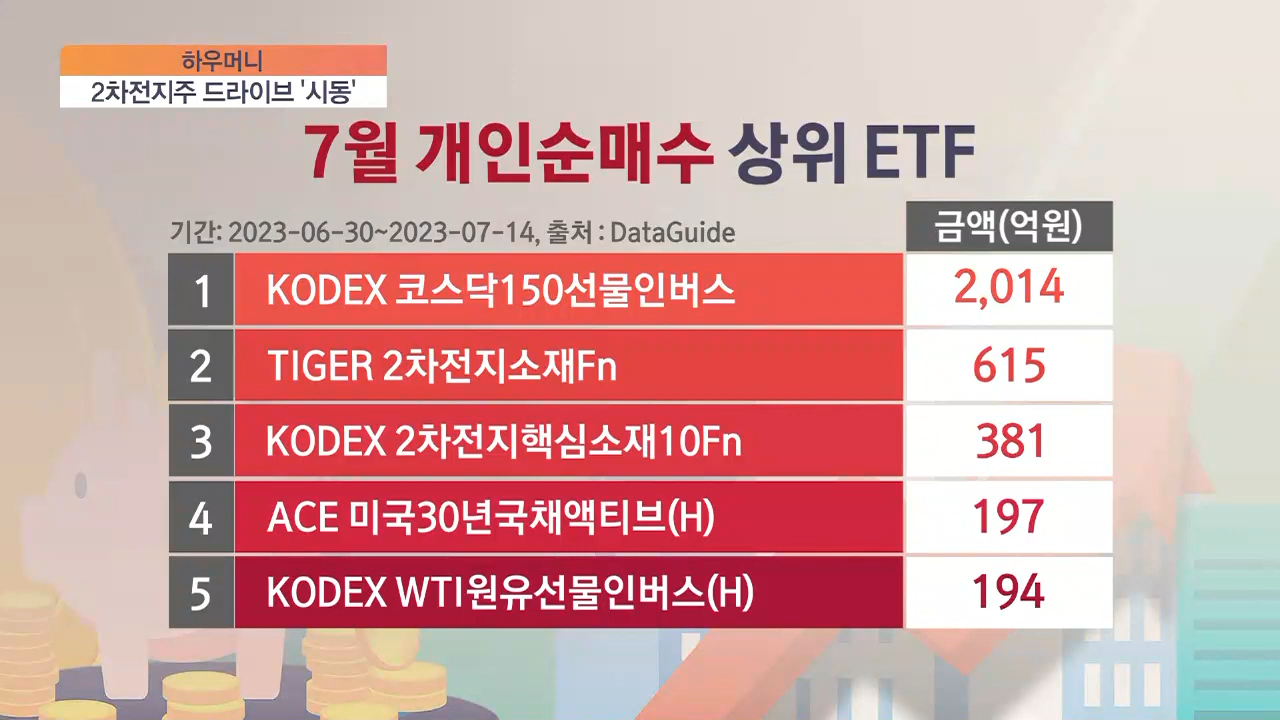 하우머니
2차전지주 드라이브 '시동'
7월 개인순매수 상위 ETF
기간: 2023-06-30~2023-07-14, 출처 : DataGuide
금액(억원)
1 KODEX 코스닥150선물인버스 2,014
2 TIGER 2차전지소재Fn 615
3 KODEX 2차전지핵심소재10Fn 381
4 ACE 미국30년국채액티브(H) 197
5 KODEX WTI원유선물인버스(H) 194